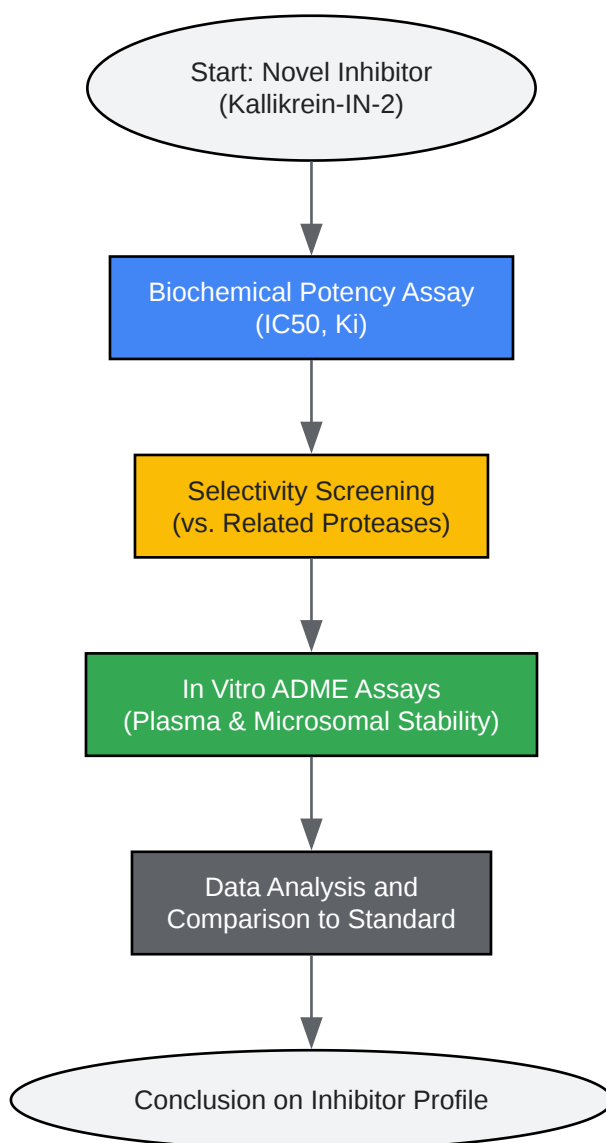 Start: Novel Inhibitor
(Kallikrein-IN-2)
Biochemical Potency Assay
(IC50, Ki)
Selectivity Screening
(vs. Related Proteases)
In Vitro ADME Assays
(Plasma & Microsomal Stability)
Data Analysis and
Comparison to Standard
Conclusion on Inhibitor Profile